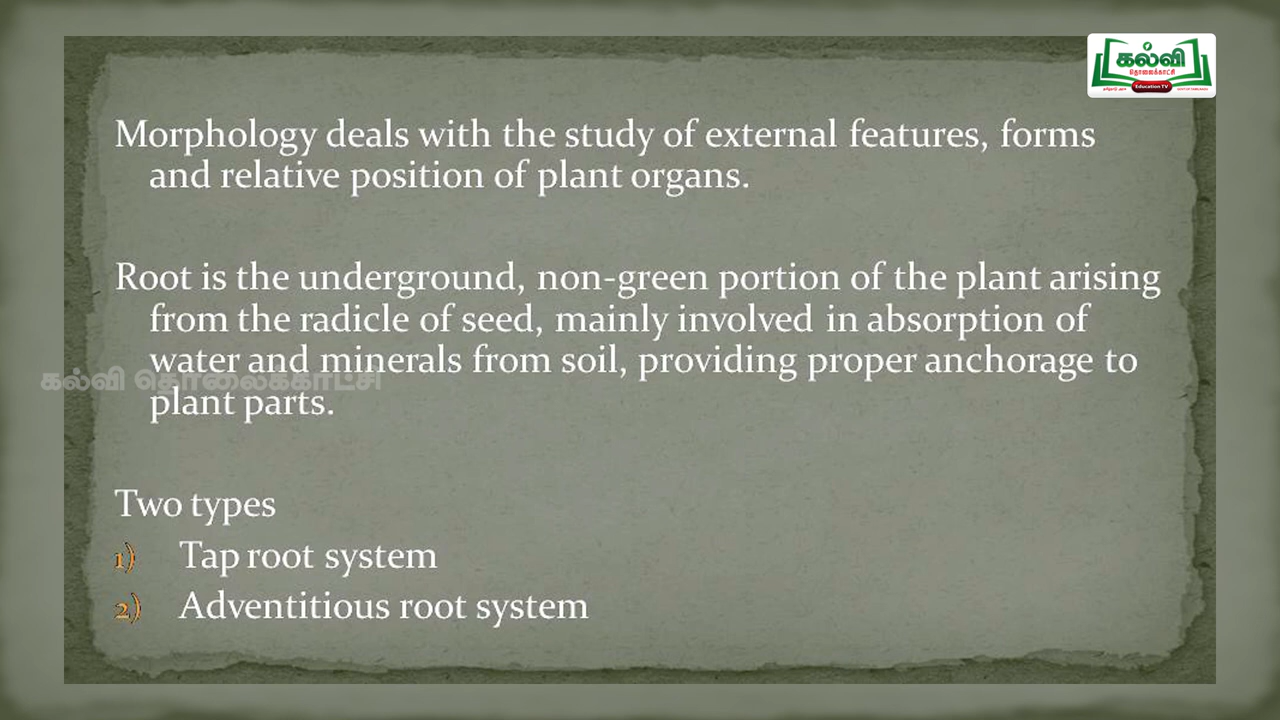 கல்வி
தொலைக்காட்சி
Education TV
Morphology deals with the study of external features, forms
and relative position of plant organs.
Root is the underground, non-green portion of the plant arising
from the radicle of seed, mainly involved in absorption of
water and minerals from soil, providing proper anchorage to
கல்வி தொலைக்காட்சி
plant parts.
Two types
1) Tap root system
2) Adventitious root system